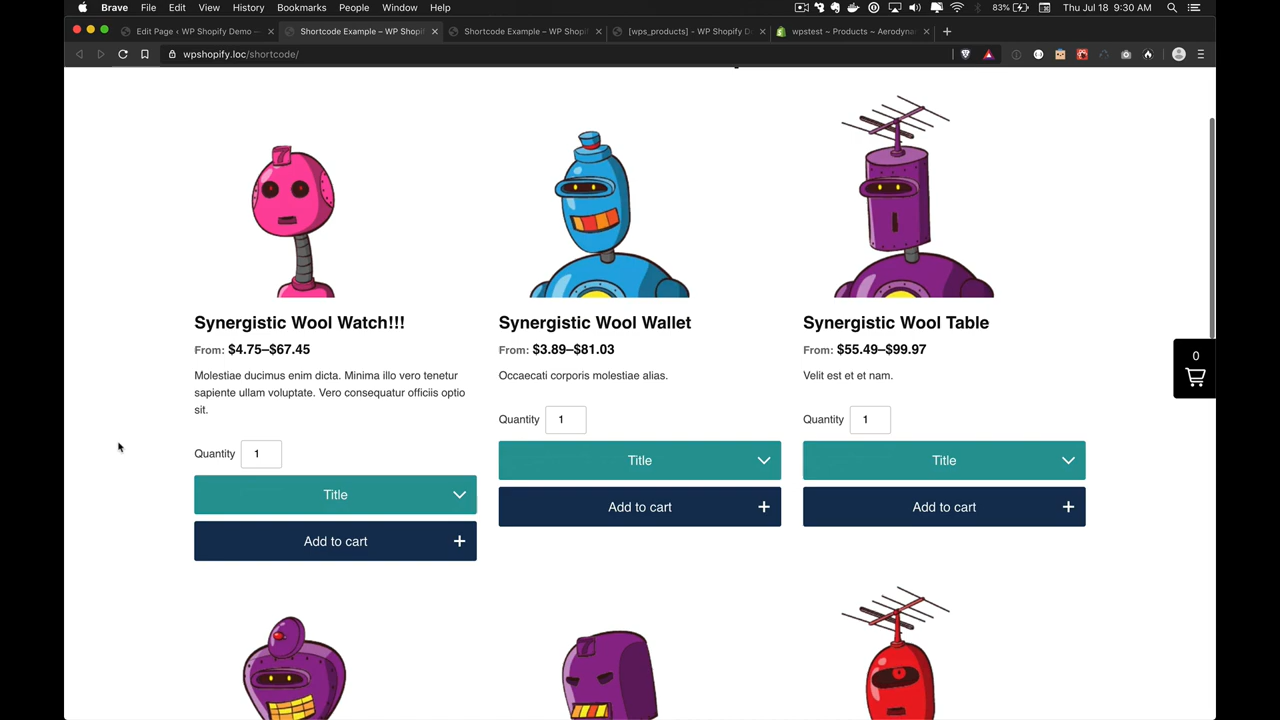 Brave File Edit View History Bookmarks People Window Help 83% Thu Jul 18 9:30 AM
Edit Page ‹ WP Shopify Demo —
Shortcode Example – WP Shopify
Shortcode Example – WP Shopi
[wps_products] – WP Shopify D
wpstest ~ Products ~ Aerodyna
wpshopify.loc/shortcode/
7
0
Synergistic Wool Watch!!!
From: $4.75–$67.45
Molestiae ducimus enim dicta. Minima illo vero tenetur
sapiente ullam voluptate. Vero consequatur officiis optio
sit.
Quantity 1
Title
Add to cart
Synergistic Wool Wallet
From: $3.89–$81.03
Occaecati corporis molestiae alias.
Quantity 1
Title
Add to cart
Synergistic Wool Table
From: $55.49–$99.97
Velit est et et nam.
Quantity 1
Title
Add to cart
7